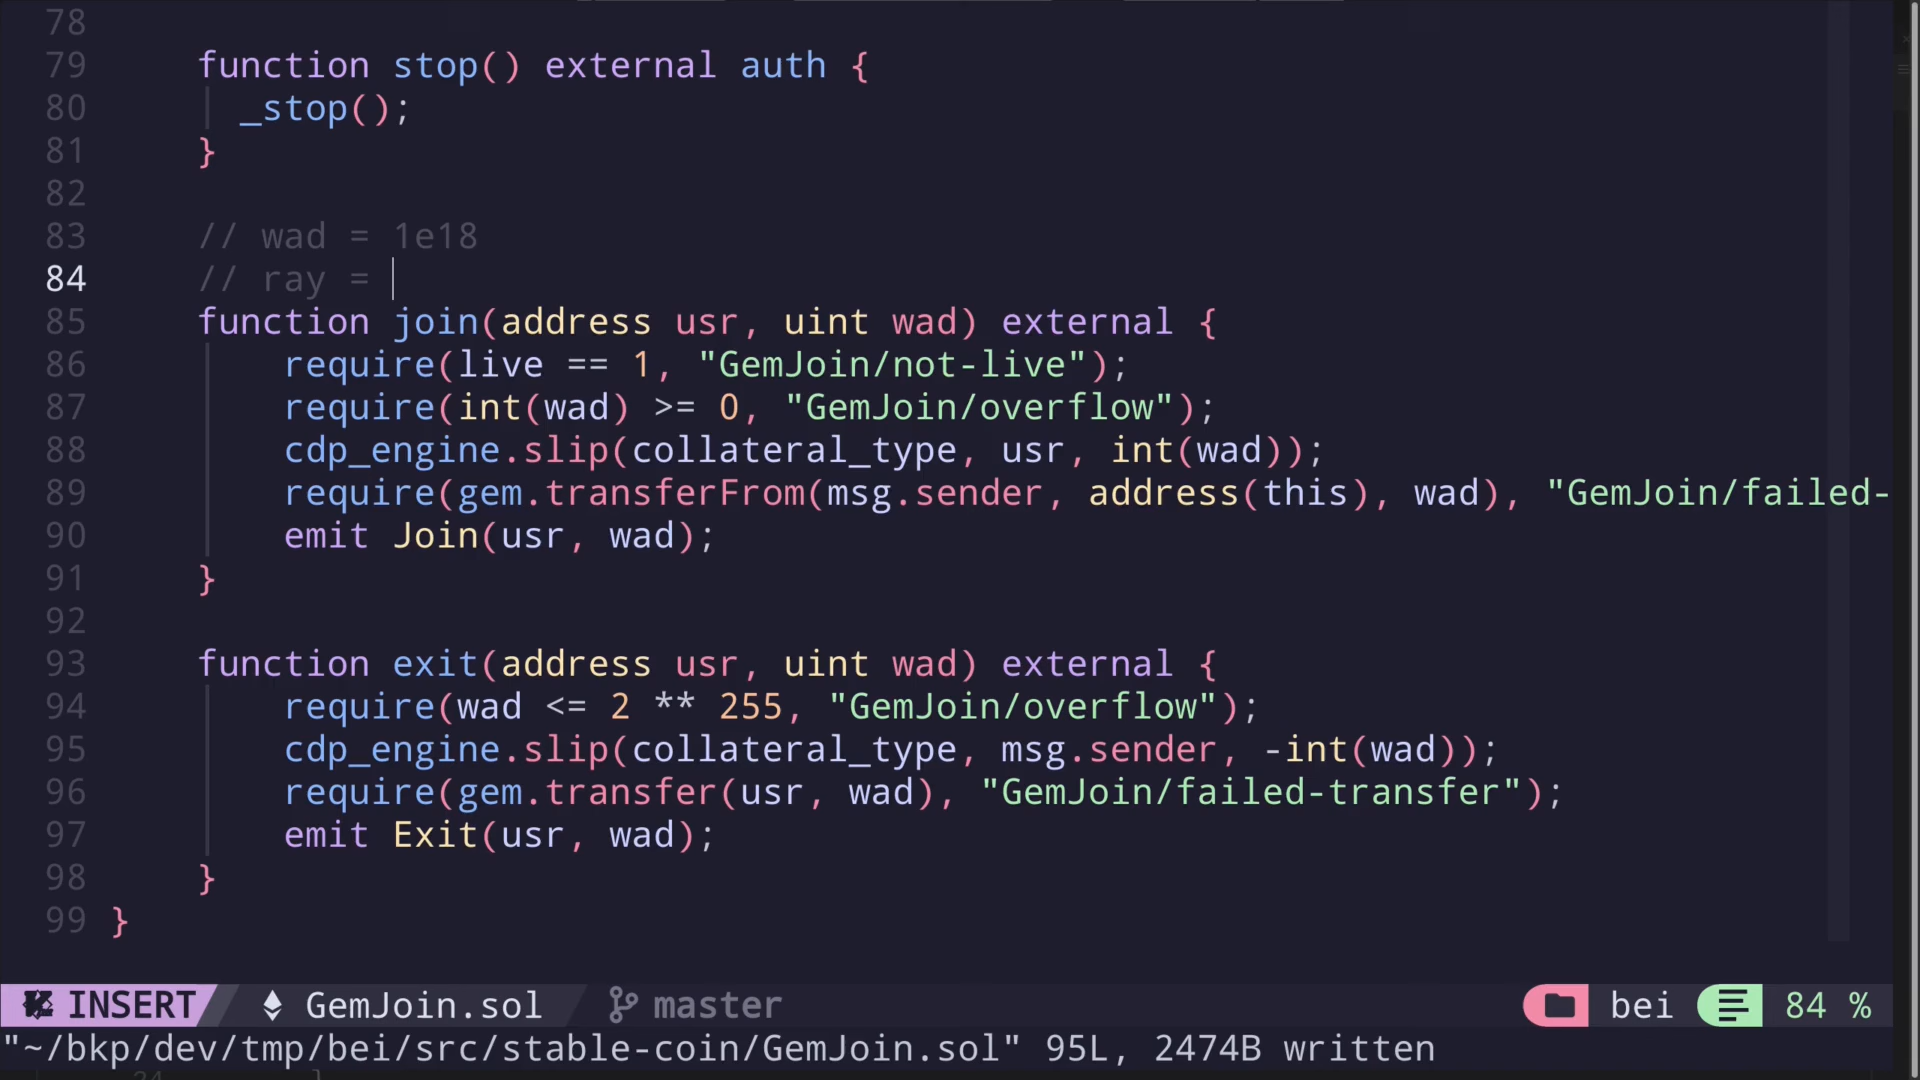 78
79 function stop() external auth {
80 _stop();
81 }
82
83 // wad = 1e18
84 // ray =
85 function join(address usr, uint wad) external {
86 require(live == 1, "GemJoin/not-live");
87 require(int(wad) >= 0, "GemJoin/overflow");
88 cdp_engine.slip(collateral_type, usr, int(wad));
89 require(gem.transferFrom(msg.sender, address(this), wad), "GemJoin/failed-
90 emit Join(usr, wad);
91 }
92
93 function exit(address usr, uint wad) external {
94 require(wad <= 2 ** 255, "GemJoin/overflow");
95 cdp_engine.slip(collateral_type, msg.sender, -int(wad));
96 require(gem.transfer(usr, wad), "GemJoin/failed-transfer");
97 emit Exit(usr, wad);
98 }
99 }
INSERT GemJoin.sol master bei 84 %
"~/bkp/dev/tmp/bei/src/stable-coin/GemJoin.sol" 95L, 2474B written